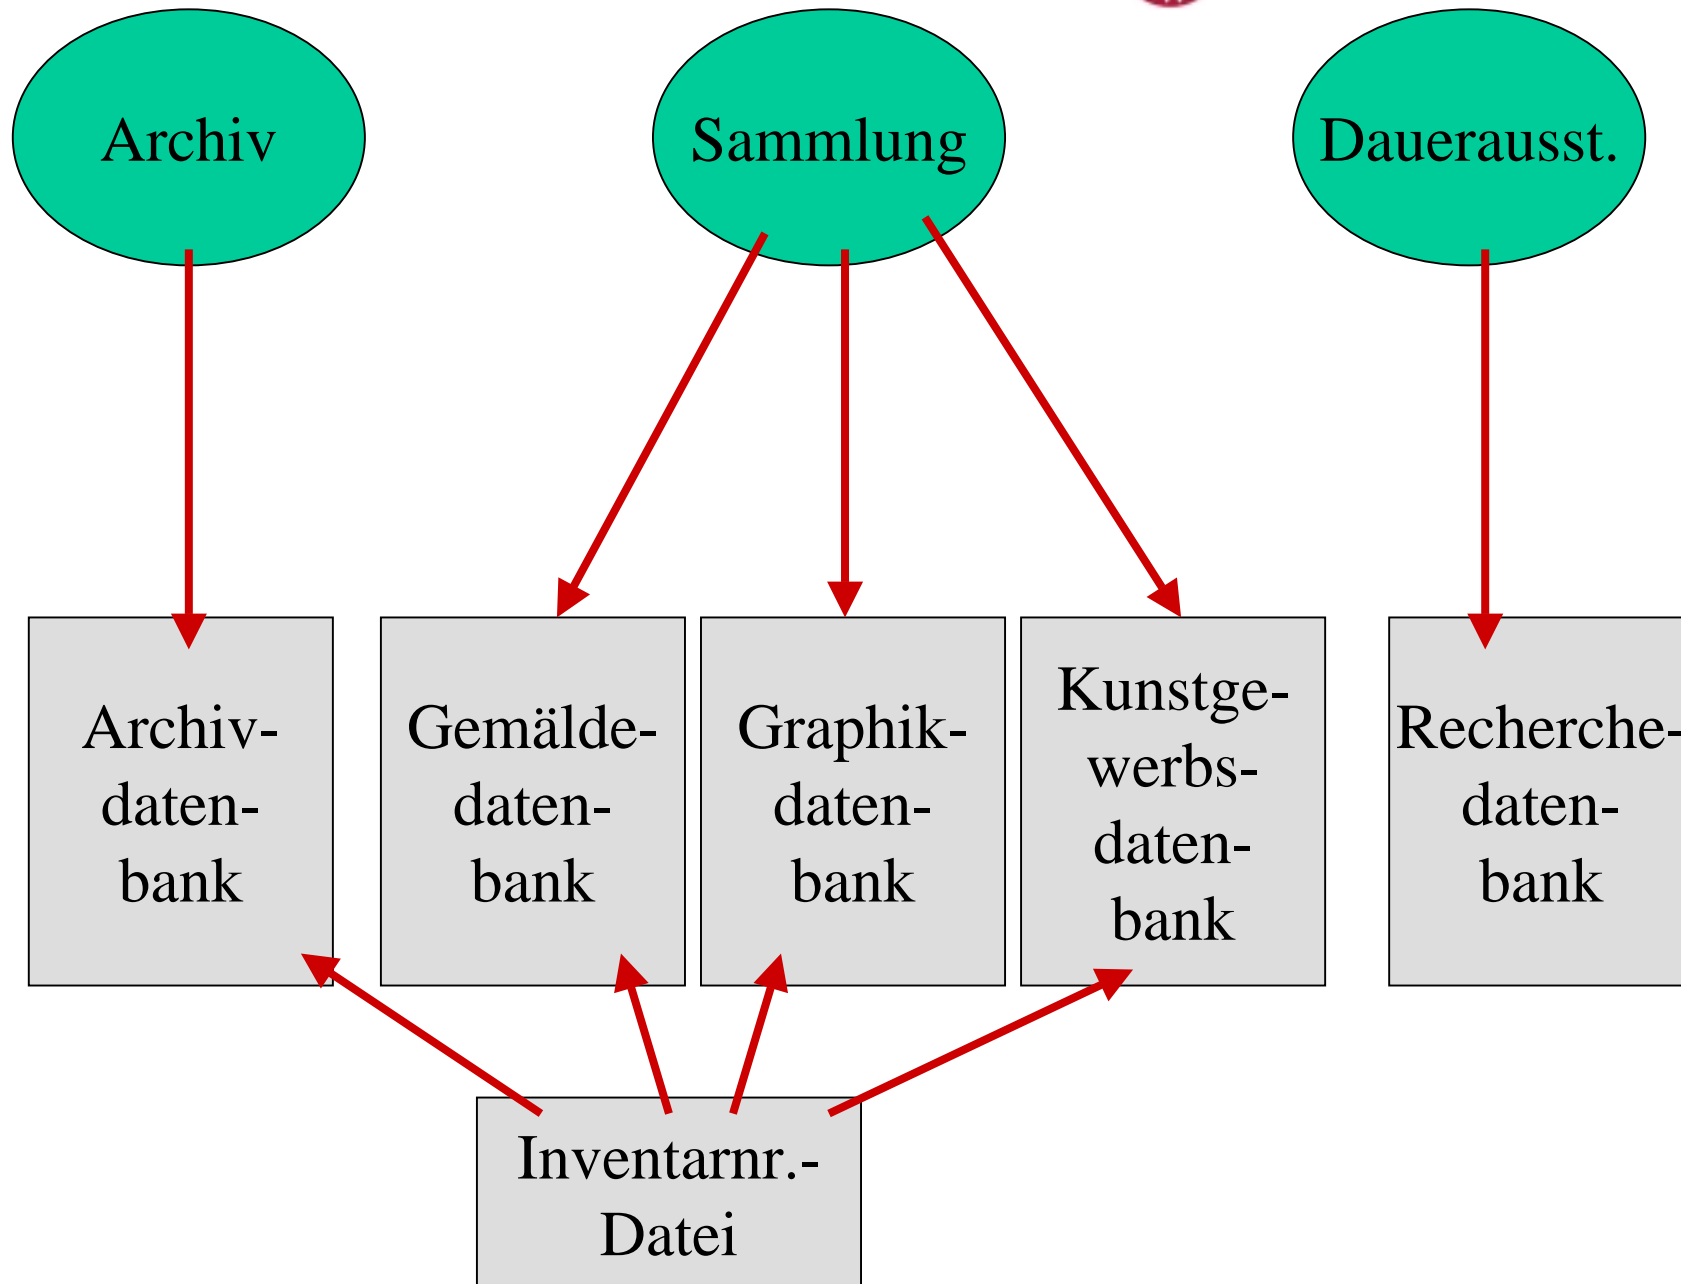 Archiv
Sammlung
Dauerausst.
Archiv-
daten-
bank
Gemälde-
daten-
bank
Graphik-
daten-
bank
Kunstge-
werbs-
daten-
bank
Recherche-
daten-
bank
Inventarnr.-
Datei